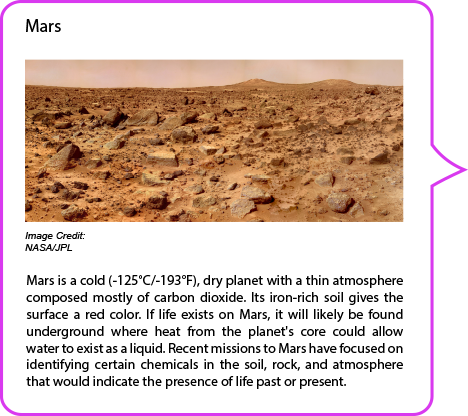 Mars
Image Credit:
NASA/JPL
Mars is a cold (-125°C/-193°F), dry planet with a thin atmosphere
composed mostly of carbon dioxide. Its iron-rich soil gives the
surface a red color. If life exists on Mars, it will likely be found
underground where heat from the planet's core could allow
water to exist as a liquid. Recent missions to Mars have focused on
identifying certain chemicals in the soil, rock, and atmosphere
that would indicate the presence of life past or present.